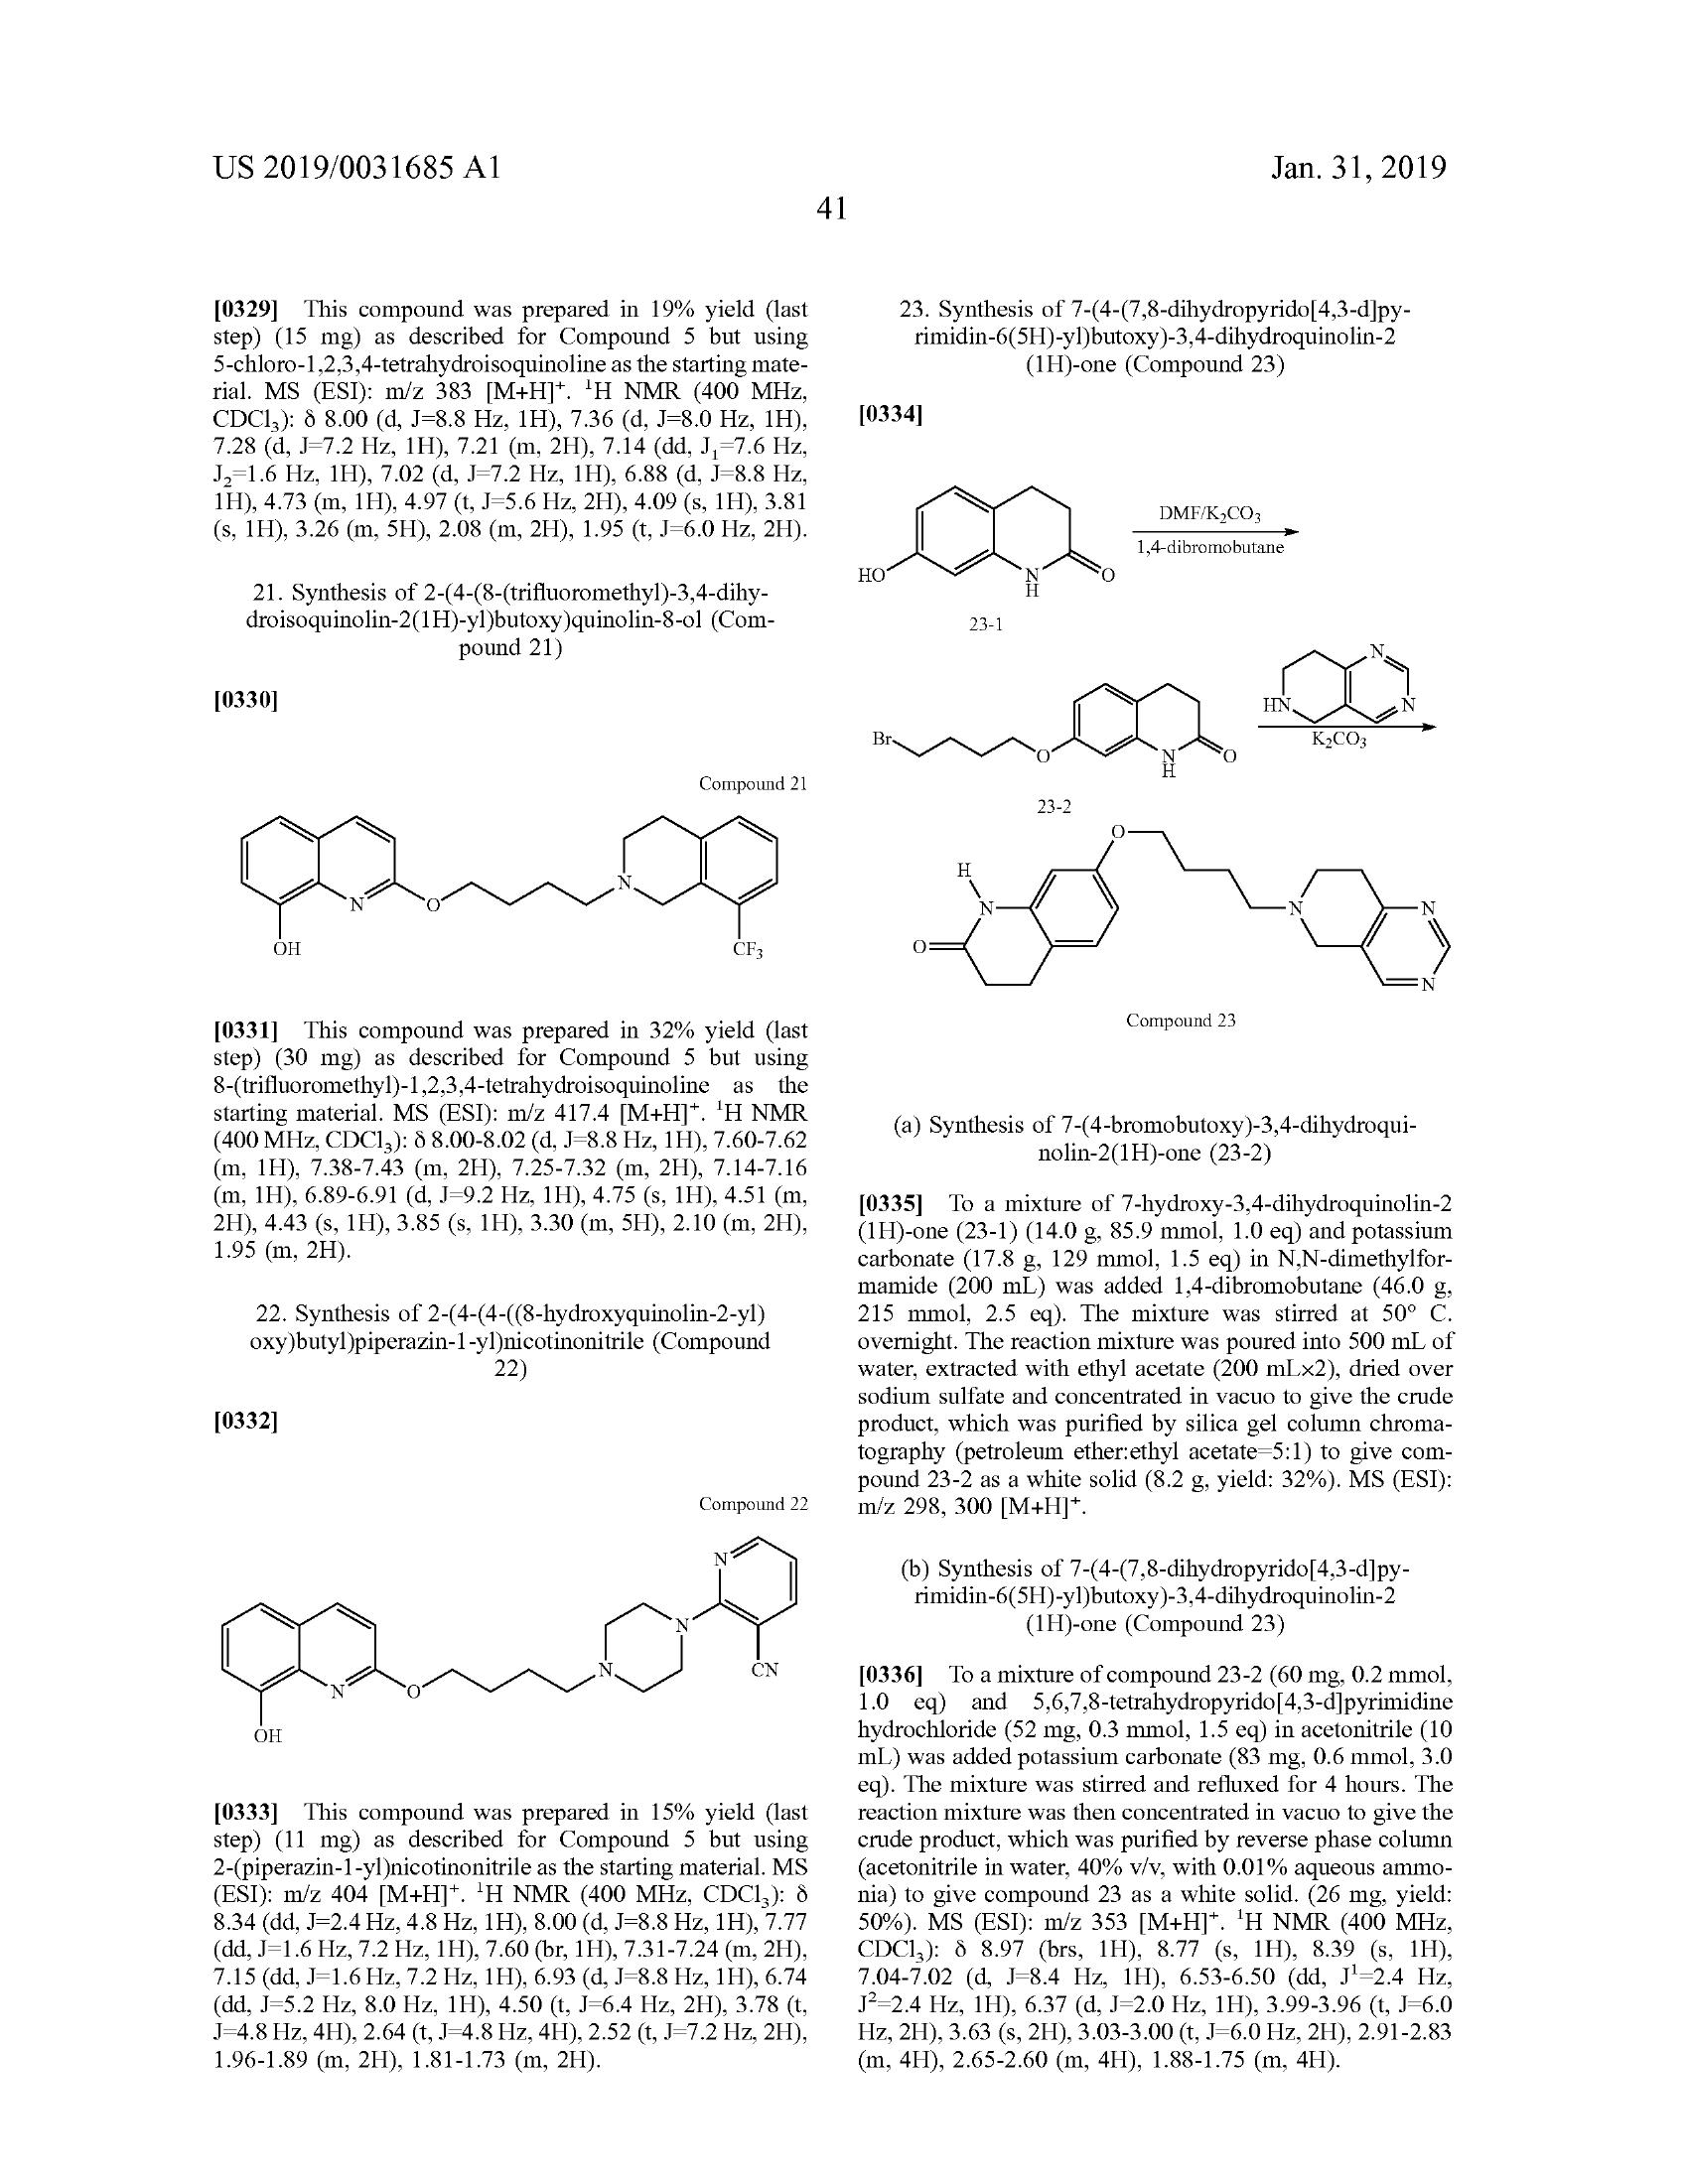 US 2019/0031685 A1
Jan. 31, 2019
41
[0329] This compound was prepared in 19% yield (last
step) (15 mg) as described for Compound 5 but using
5-chloro-1,2,3,4-tetrahydroisoquinoline as the starting mate-
rial. MS (ESI): m/z 383 [M+H]⁺. ¹H NMR (400 MHz,
CDCl₃): δ 8.00 (d, J=8.8 Hz, 1H), 7.36 (d, J=8.0 Hz, 1H),
7.28 (d, J=7.2 Hz, 1H), 7.21 (m, 2H), 7.14 (dd, J₁=7.6 Hz,
J₂=1.6 Hz, 1H), 7.02 (d, J=7.2 Hz, 1H), 6.88 (d, J=8.8 Hz,
1H), 4.73 (m, 1H), 4.97 (t, J=5.6 Hz, 2H), 4.09 (s, 1H), 3.81
(s, 1H), 3.26 (m, 5H), 2.08 (m, 2H), 1.95 (t, J=6.0 Hz, 2H).
21. Synthesis of 2-(4-(8-(trifluoromethyl)-3,4-dihy-
droisoquinolin-2(1H)-yl)butoxy)quinolin-8-ol (Com-
pound 21)
[0330]
Compound 21
N
O
N
OH
CF₃
[0331] This compound was prepared in 32% yield (last
step) (30 mg) as described for Compound 5 but using
8-(trifluoromethyl)-1,2,3,4-tetrahydroisoquinoline as the
starting material. MS (ESI): m/z 417.4 [M+H]⁺. ¹H NMR
(400 MHz, CDCl₃): δ 8.00-8.02 (d, J=8.8 Hz, 1H), 7.60-7.62
(m, 1H), 7.38-7.43 (m, 2H), 7.25-7.32 (m, 2H), 7.14-7.16
(m, 1H), 6.89-6.91 (d, J=9.2 Hz, 1H), 4.75 (s, 1H), 4.51 (m,
2H), 4.43 (s, 1H), 3.85 (s, 1H), 3.30 (m, 5H), 2.10 (m, 2H),
1.95 (m, 2H).
22. Synthesis of 2-(4-(4-((8-hydroxyquinolin-2-yl)
oxy)butyl)piperazin-1-yl)nicotinonitrile (Compound
22)
[0332]
Compound 22
N
N
CN
N
N
O
OH
[0333] This compound was prepared in 15% yield (last
step) (11 mg) as described for Compound 5 but using
2-(piperazin-1-yl)nicotinonitrile as the starting material. MS
(ESI): m/z 404 [M+H]⁺. ¹H NMR (400 MHz, CDCl₃): δ
8.34 (dd, J=2.4 Hz, 4.8 Hz, 1H), 8.00 (d, J=8.8 Hz, 1H), 7.77
(dd, J=1.6 Hz, 7.2 Hz, 1H), 7.60 (br, 1H), 7.31-7.24 (m, 2H),
7.15 (dd, J=1.6 Hz, 7.2 Hz, 1H), 6.93 (d, J=8.8 Hz, 1H), 6.74
(dd, J=5.2 Hz, 8.0 Hz, 1H), 4.50 (t, J=6.4 Hz, 2H), 3.78 (t,
J=4.8 Hz, 4H), 2.64 (t, J=4.8 Hz, 4H), 2.52 (t, J=7.2 Hz, 2H),
1.96-1.89 (m, 2H), 1.81-1.73 (m, 2H).
23. Synthesis of 7-(4-(7,8-dihydropyrido[4,3-d]py-
rimidin-6(5H)-yl)butoxy)-3,4-dihydroquinolin-2
(1H)-one (Compound 23)
[0334]
DMF/K₂CO₃
1,4-dibromobutane
HO
N
H
O
23-1
N
HN
N
K₂CO₃
Br
O
N
H
O
23-2
O
H
N
O
N
N
N
Compound 23
(a) Synthesis of 7-(4-bromobutoxy)-3,4-dihydroqui-
nolin-2(1H)-one (23-2)
[0335] To a mixture of 7-hydroxy-3,4-dihydroquinolin-2
(1H)-one (23-1) (14.0 g, 85.9 mmol, 1.0 eq) and potassium
carbonate (17.8 g, 129 mmol, 1.5 eq) in N,N-dimethylfor-
mamide (200 mL) was added 1,4-dibromobutane (46.0 g,
215 mmol, 2.5 eq). The mixture was stirred at 50° C.
overnight. The reaction mixture was poured into 500 mL of
water, extracted with ethyl acetate (200 mLx2), dried over
sodium sulfate and concentrated in vacuo to give the crude
product, which was purified by silica gel column chroma-
tography (petroleum ether:ethyl acetate=5:1) to give com-
pound 23-2 as a white solid (8.2 g, yield: 32%). MS (ESI):
m/z 298, 300 [M+H]⁺.
(b) Synthesis of 7-(4-(7,8-dihydropyrido[4,3-d]py-
rimidin-6(5H)-yl)butoxy)-3,4-dihydroquinolin-2
(1H)-one (Compound 23)
[0336] To a mixture of compound 23-2 (60 mg, 0.2 mmol,
1.0 eq) and 5,6,7,8-tetrahydropyrido[4,3-d]pyrimidine
hydrochloride (52 mg, 0.3 mmol, 1.5 eq) in acetonitrile (10
mL) was added potassium carbonate (83 mg, 0.6 mmol, 3.0
eq). The mixture was stirred and refluxed for 4 hours. The
reaction mixture was then concentrated in vacuo to give the
crude product, which was purified by reverse phase column
(acetonitrile in water, 40% v/v, with 0.01% aqueous ammo-
nia) to give compound 23 as a white solid. (26 mg, yield:
50%). MS (ESI): m/z 353 [M+H]⁺. ¹H NMR (400 MHz,
CDCl₃): δ 8.97 (brs, 1H), 8.77 (s, 1H), 8.39 (s, 1H),
7.04-7.02 (d, J=8.4 Hz, 1H), 6.53-6.50 (dd, J¹=2.4 Hz,
J²=2.4 Hz, 1H), 6.37 (d, J=2.0 Hz, 1H), 3.99-3.96 (t, J=6.0
Hz, 2H), 3.63 (s, 2H), 3.03-3.00 (t, J=6.0 Hz, 2H), 2.91-2.83
(m, 4H), 2.65-2.60 (m, 4H), 1.88-1.75 (m, 4H).